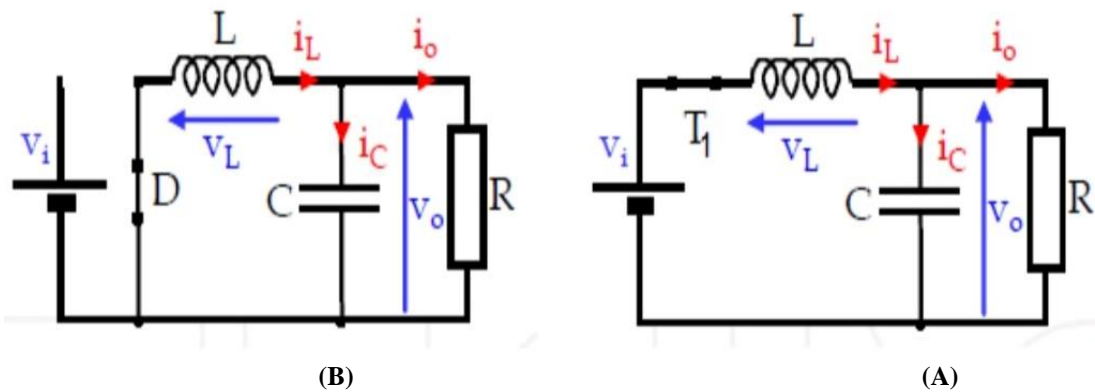 L
i_L
i_o
v_i
v_L
D
i_C
C
v_o
R
(B)
L
i_L
i_o
v_i
T_1
v_L
i_C
C
v_o
R
(A)